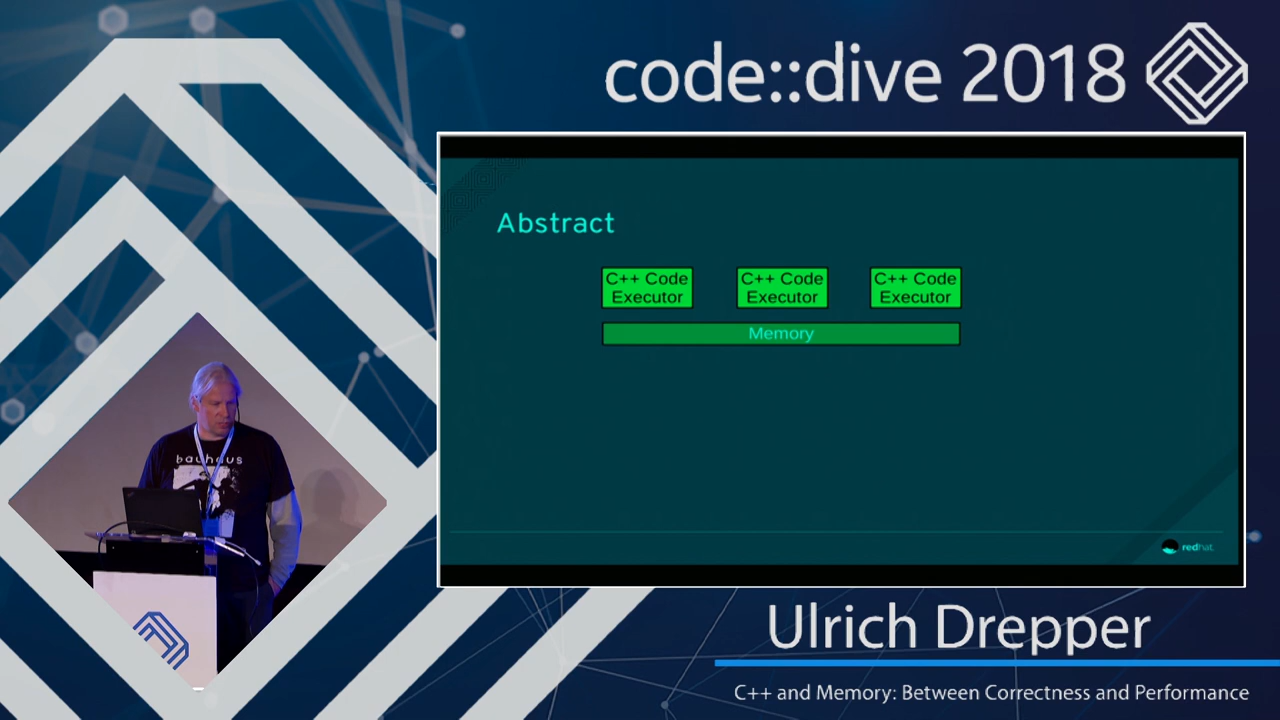 code::dive 2018
Abstract
C++ Code
Executor
C++ Code
Executor
C++ Code
Executor
Memory
redhat.
bauhaus
Ulrich Drepper
C++ and Memory: Between Correctness and Performance